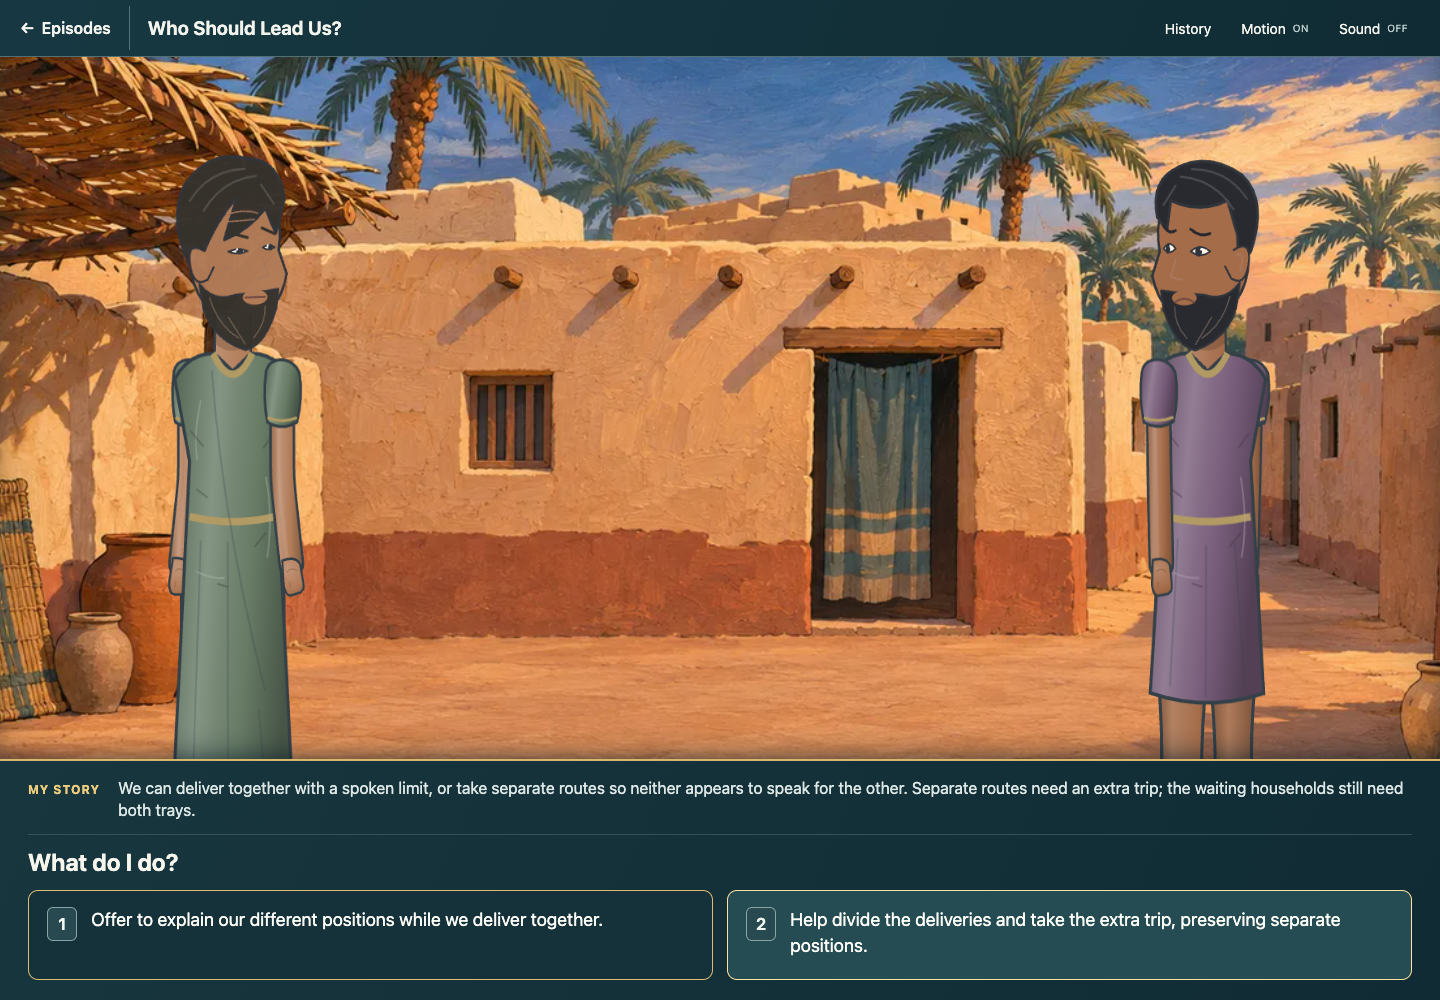 ← Episodes
Who Should Lead Us?
History
Motion ON
Sound OFF
MY STORY
We can deliver together with a spoken limit, or take separate routes so neither appears to speak for the other. Separate routes need an extra trip; the waiting households still need
both trays.
What do I do?
1 Offer to explain our different positions while we deliver together.
2 Help divide the deliveries and take the extra trip, preserving separate
positions.